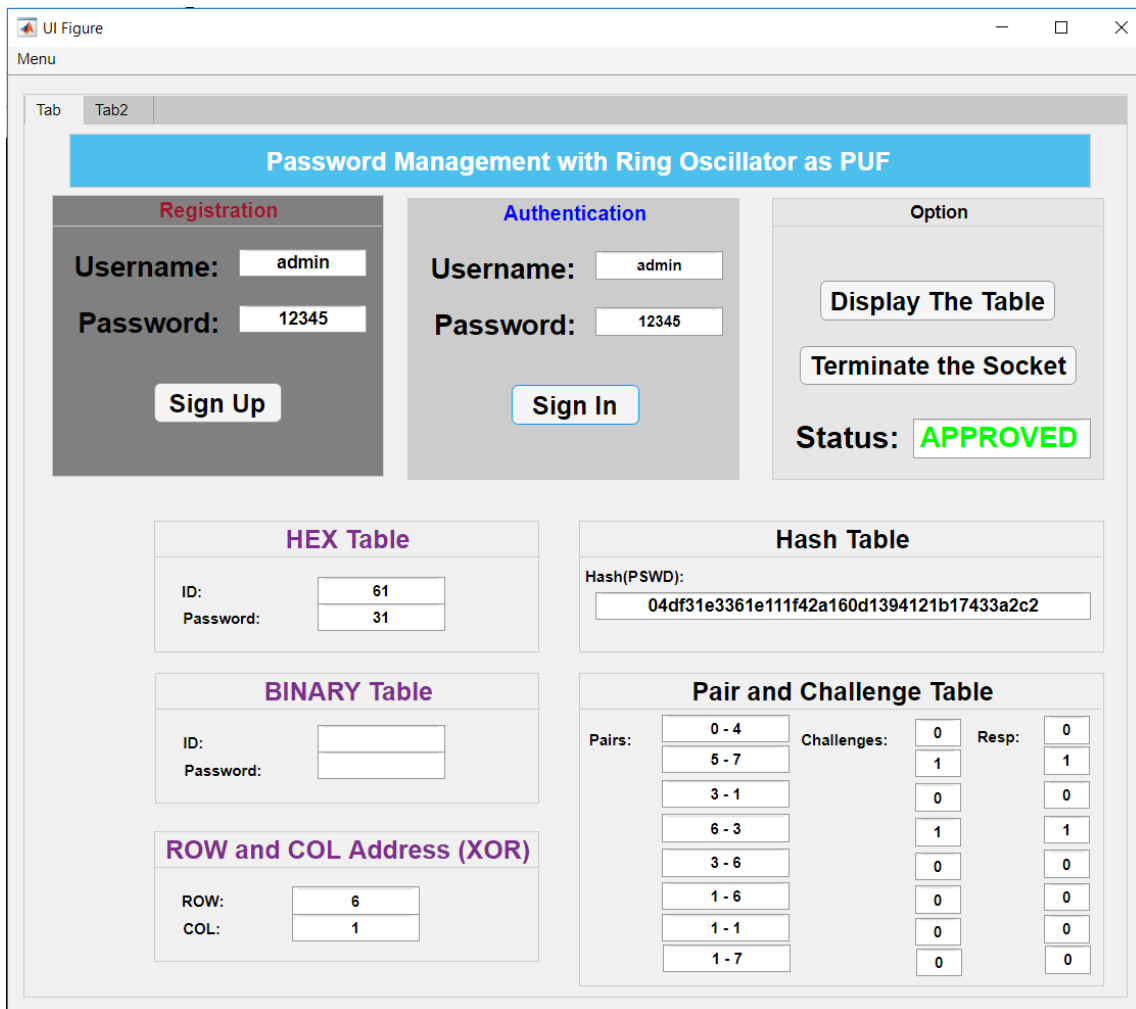 UI Figure
Menu
Tab Tab2
Password Management with Ring Oscillator as PUF
Registration
Username: admin
Password: 12345
Sign Up
Authentication
Username: admin
Password: 12345
Sign In
Option
Display The Table
Terminate the Socket
Status: APPROVED
HEX Table
ID: 61
Password: 31
Hash Table
Hash(PSWD):
04df31e3361e111f42a160d1394121b17433a2c2
BINARY Table
ID:
Password:
ROW and COL Address (XOR)
ROW: 6
COL: 1
Pair and Challenge Table
Pairs: 0 - 4 Challenges: 0 Resp: 0
5 - 7 1 1
3 - 1 0 0
6 - 3 1 1
3 - 6 0 0
1 - 6 0 0
1 - 1 0 0
1 - 7 0 0